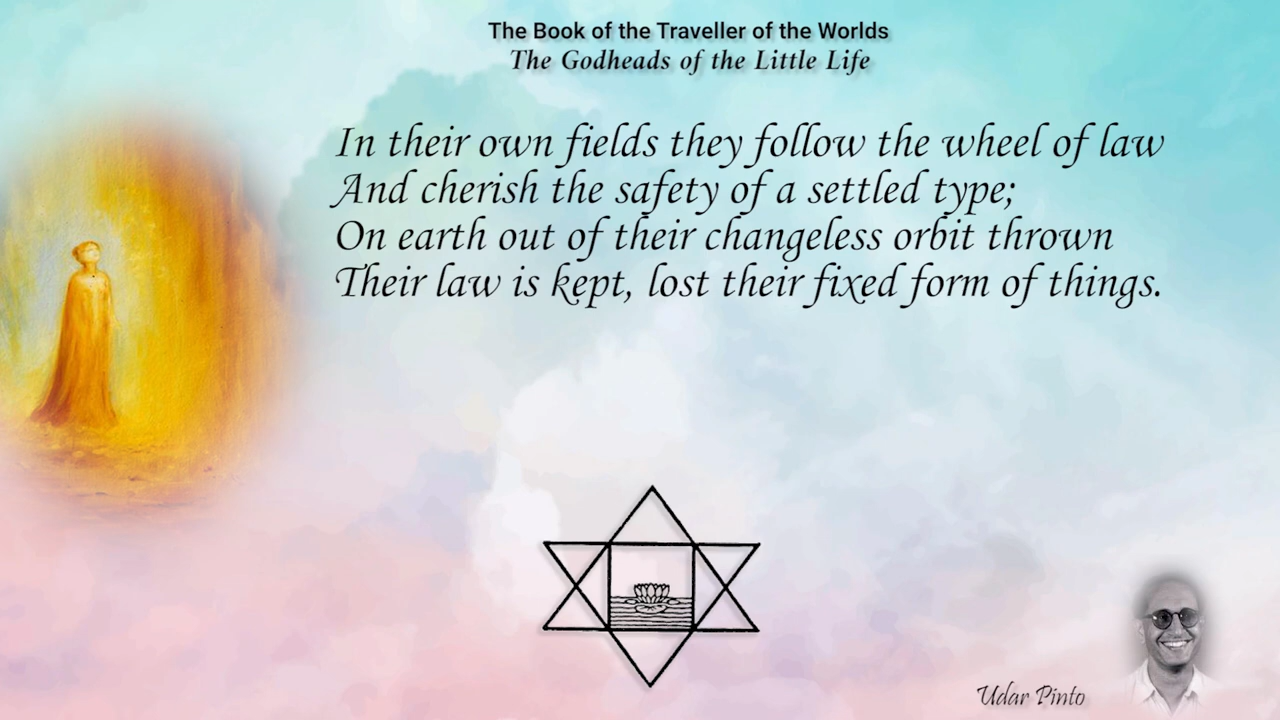 The Book of the Traveller of the Worlds
The Godheads of the Little Life
In their own fields they follow the wheel of law
And cherish the safety of a settled type;
On earth out of their changeless orbit thrown
Their law is kept, lost their fixed form of things.
Udar Pinto